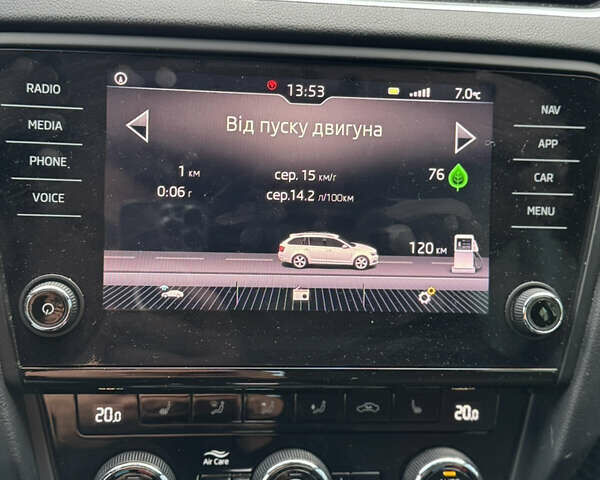 RADIO
MEDIA
PHONE
VOICE
13:53
7.0°C
Від пуску двигуна
1 км
0:06 г
сер. 15 км/г
сер.14.2 л/100км
76
120 км
NAV
APP
CAR
MENU
20,0
20,0
Air Care
AUTO